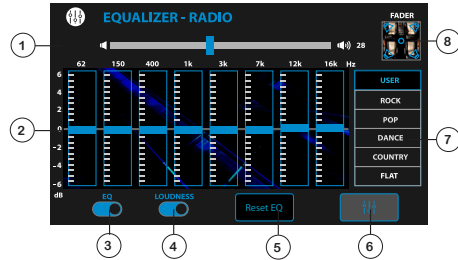 EQUALIZER - RADIO
FADER
8
1
28
62 150 400 1k 3k 7k 12k 16k Hz
6
4
2
0
-2
-4
-6
dB
2
USER
ROCK
POP
DANCE
COUNTRY
FLAT
7
EQ
LOUDNESS
Reset EQ
3
4
5
6